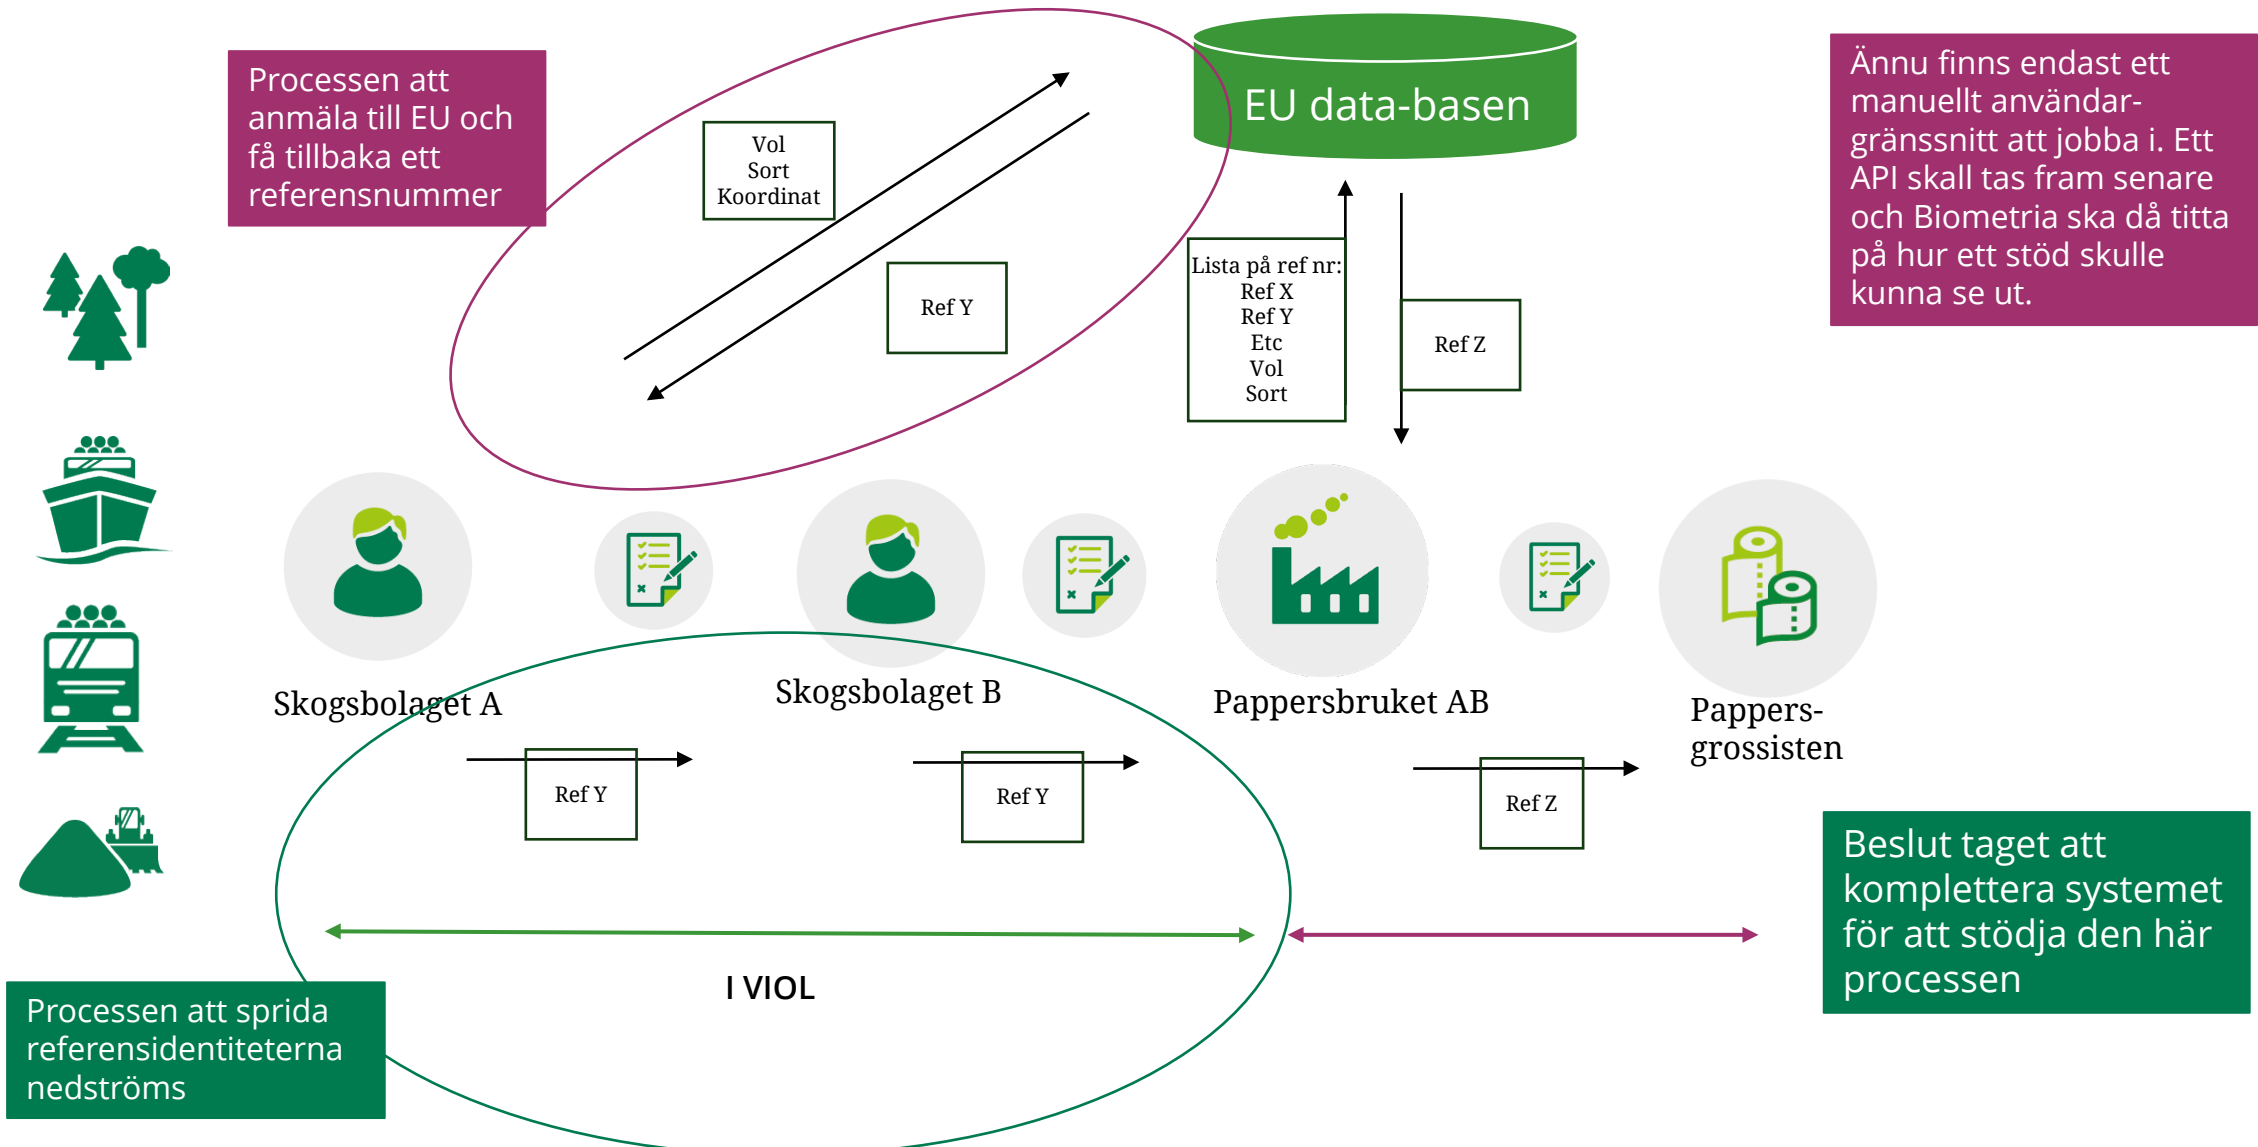 Processen att
anmäla till EU och
få tillbaka ett
referensnummer
Vol
Sort
Koordinat
EU data-basen
Ännu finns endast ett
manuellt användar-
gränssnitt att jobba i. Ett
API skall tas fram senare
och Biometria ska då titta
på hur ett stöd skulle
kunna se ut.
Ref Y
Lista på ref nr:
Ref X
Ref Y
Etc
Vol
Sort
Ref Z
Skogsbolaget A
Skogsbolaget B
Pappersbruket AB
Pappers-
grossisten
Ref Y
Ref Y
Ref Z
Beslut taget att
komplettera systemet
för att stödja den här
processen
I VIOL
Processen att sprida
referensidentiteterna
nedströms